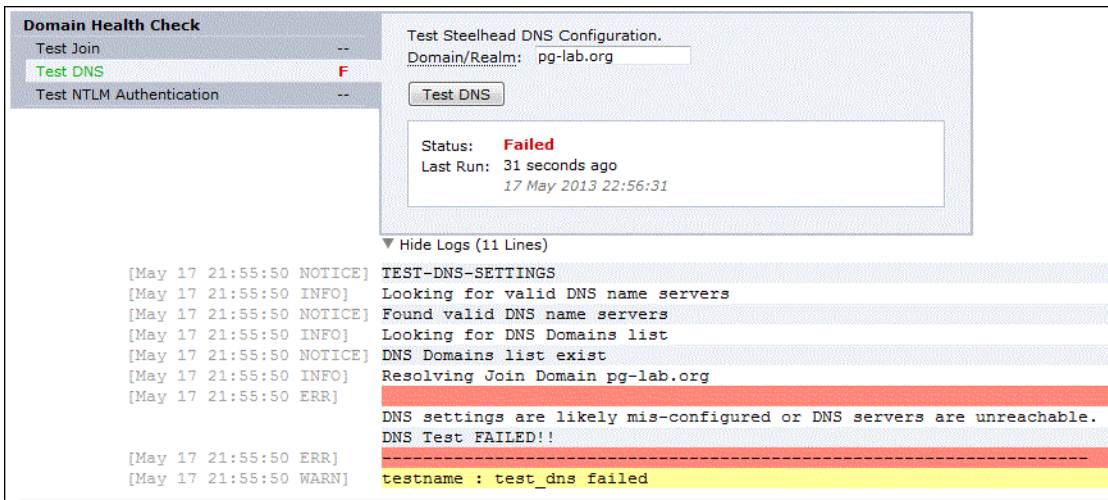 Domain Health Check
Test Join --
Test DNS F
Test NTLM Authentication --
Test Steelhead DNS Configuration.
Domain/Realm: pg-lab.org
Test DNS
Status: Failed
Last Run: 31 seconds ago
17 May 2013 22:56:31
▼ Hide Logs (11 Lines)
[May 17 21:55:50 NOTICE] TEST-DNS-SETTINGS
[May 17 21:55:50 INFO] Looking for valid DNS name servers
[May 17 21:55:50 NOTICE] Found valid DNS name servers
[May 17 21:55:50 INFO] Looking for DNS Domains list
[May 17 21:55:50 NOTICE] DNS Domains list exist
[May 17 21:55:50 INFO] Resolving Join Domain pg-lab.org
[May 17 21:55:50 ERR]
DNS settings are likely mis-configured or DNS servers are unreachable.
DNS Test FAILED!!
[May 17 21:55:50 ERR] ----------------------------------------------------------------------
[May 17 21:55:50 WARN] testname : test_dns failed